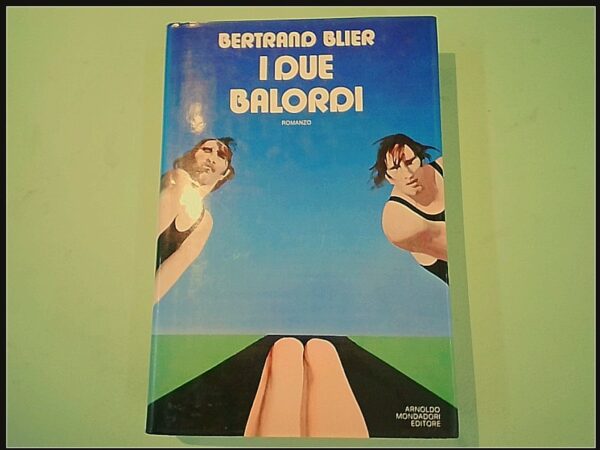 BERTRAND BLIER
I DUE
BALORDI
ROMANZO
ARNOLDO
MONDADORI
EDITORE